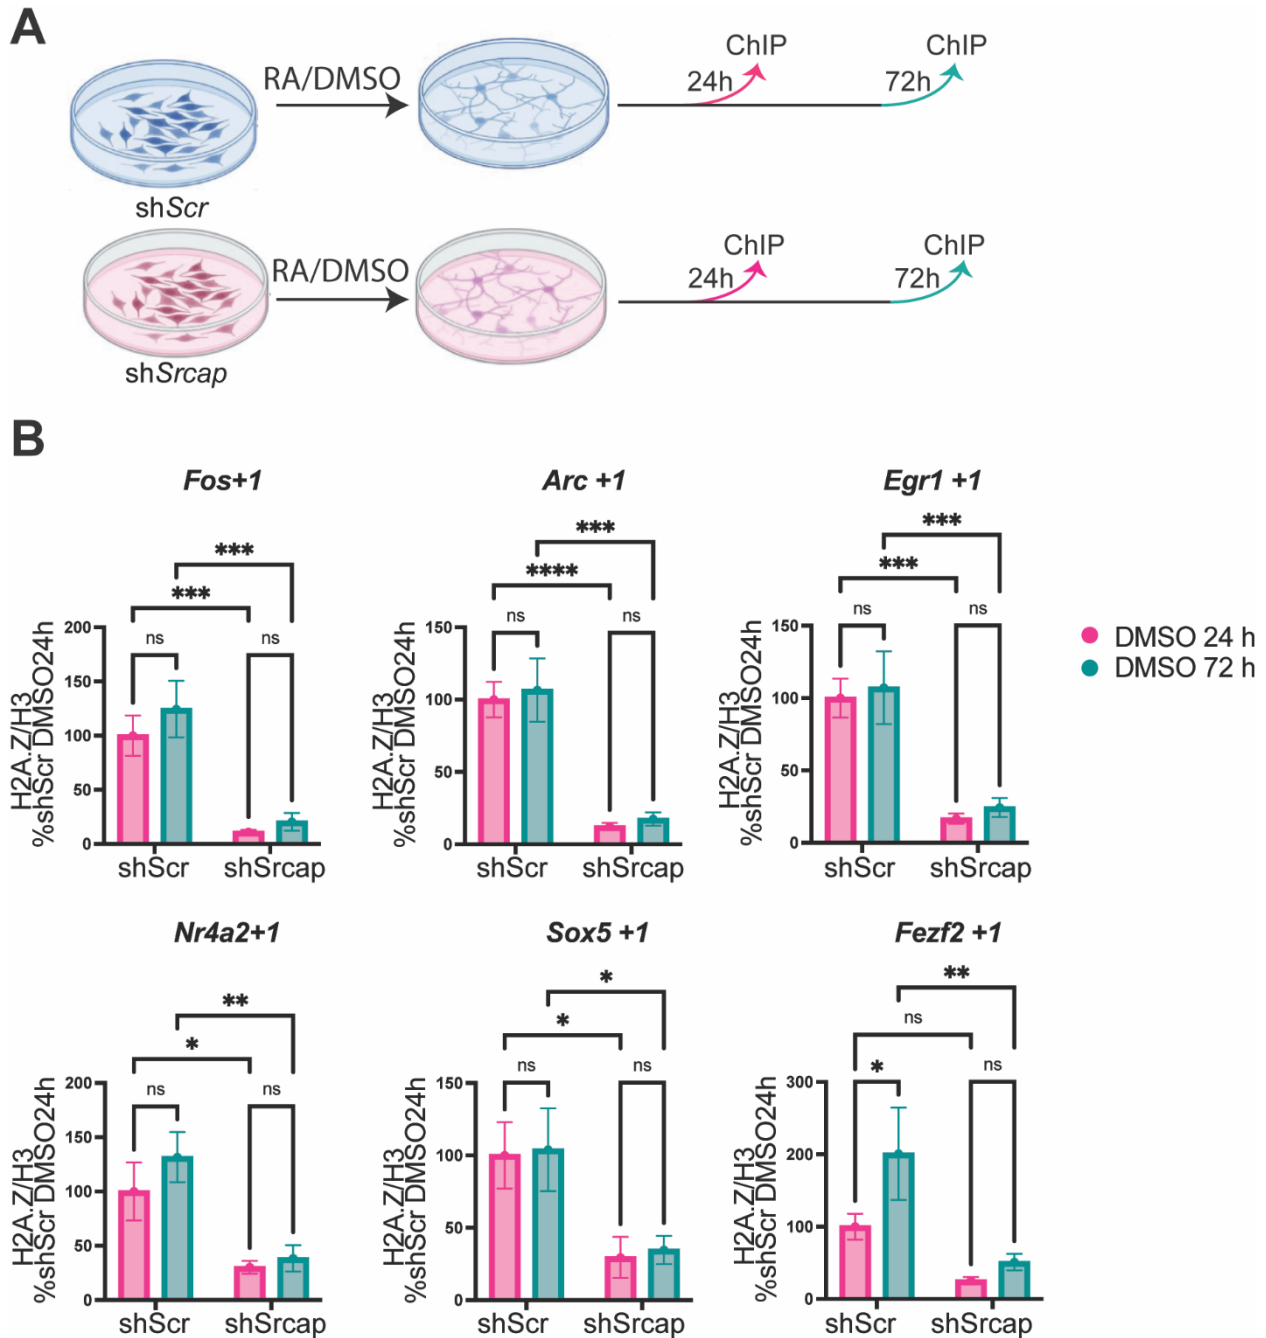 A
RA/DMSO
24h
ChIP
72h
ChIP
shScr
RA/DMSO
24h
ChIP
72h
ChIP
shSrcap
B
Fos+1
***
***
ns
ns
H2A.Z/H3
%shScr DMSO24h
200
150
100
50
0
shScr
shSrcap
Arc +1
***
****
ns
ns
H2A.Z/H3
%shScr DMSO24h
150
100
50
0
shScr
shSrcap
Egr1 +1
***
***
ns
ns
H2A.Z/H3
%shScr DMSO24h
150
100
50
0
shScr
shSrcap
DMSO 24 h
DMSO 72 h
Nr4a2+1
**
*
ns
ns
H2A.Z/H3
%shScr DMSO24h
200
150
100
50
0
shScr
shSrcap
Sox5 +1
*
*
ns
ns
H2A.Z/H3
%shScr DMSO24h
150
100
50
0
shScr
shSrcap
Fezf2 +1
**
ns
*
ns
H2A.Z/H3
%shScr DMSO24h
300
200
100
0
shScr
shSrcap